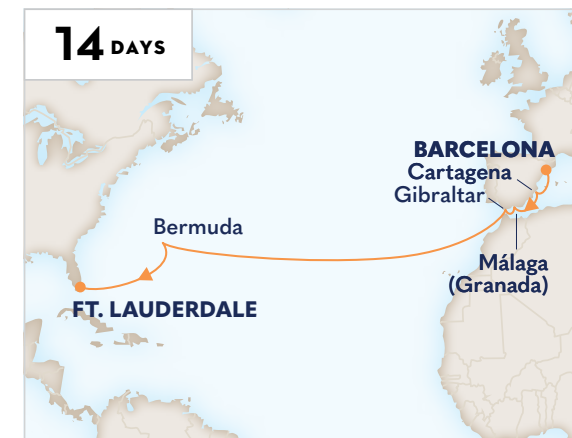 14 DAYS
BARCELONA
Cartagena
Gibraltar
Bermuda
Málaga
(Granada)
FT. LAUDERDALE